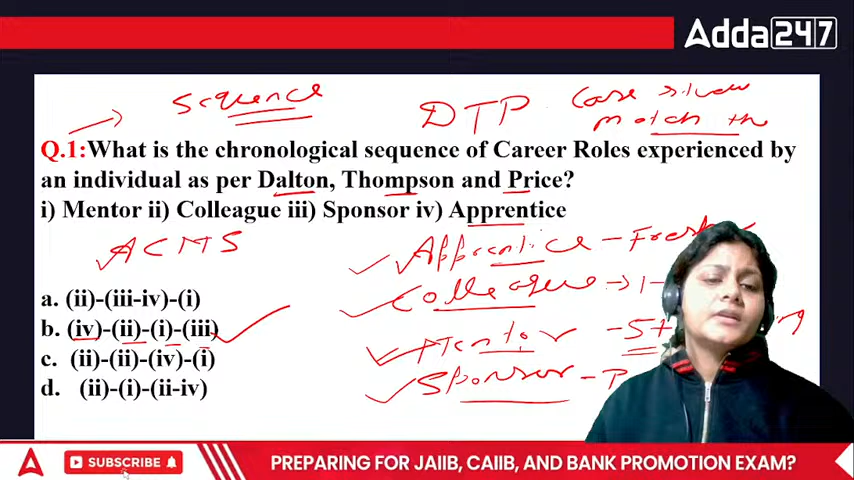 Adda247
Sequence
DTP
Case
match the
Q.1:What is the chronological sequence of Career Roles experienced by
an individual as per Dalton, Thompson and Price?
i) Mentor ii) Colleague iii) Sponsor iv) Apprentice
ACMS
Apprentice -
Colleague → 1-
Mentor - St
Sponsor - P
a. (ii)-(iii-iv)-(i)
b. (iv)-(ii)-(i)-(iii)
c. (ii)-(ii)-(iv)-(i)
d. (ii)-(i)-(ii-iv)
SUBSCRIBE
PREPARING FOR JAIIB, CAIIB, AND BANK PROMOTION EXAM?